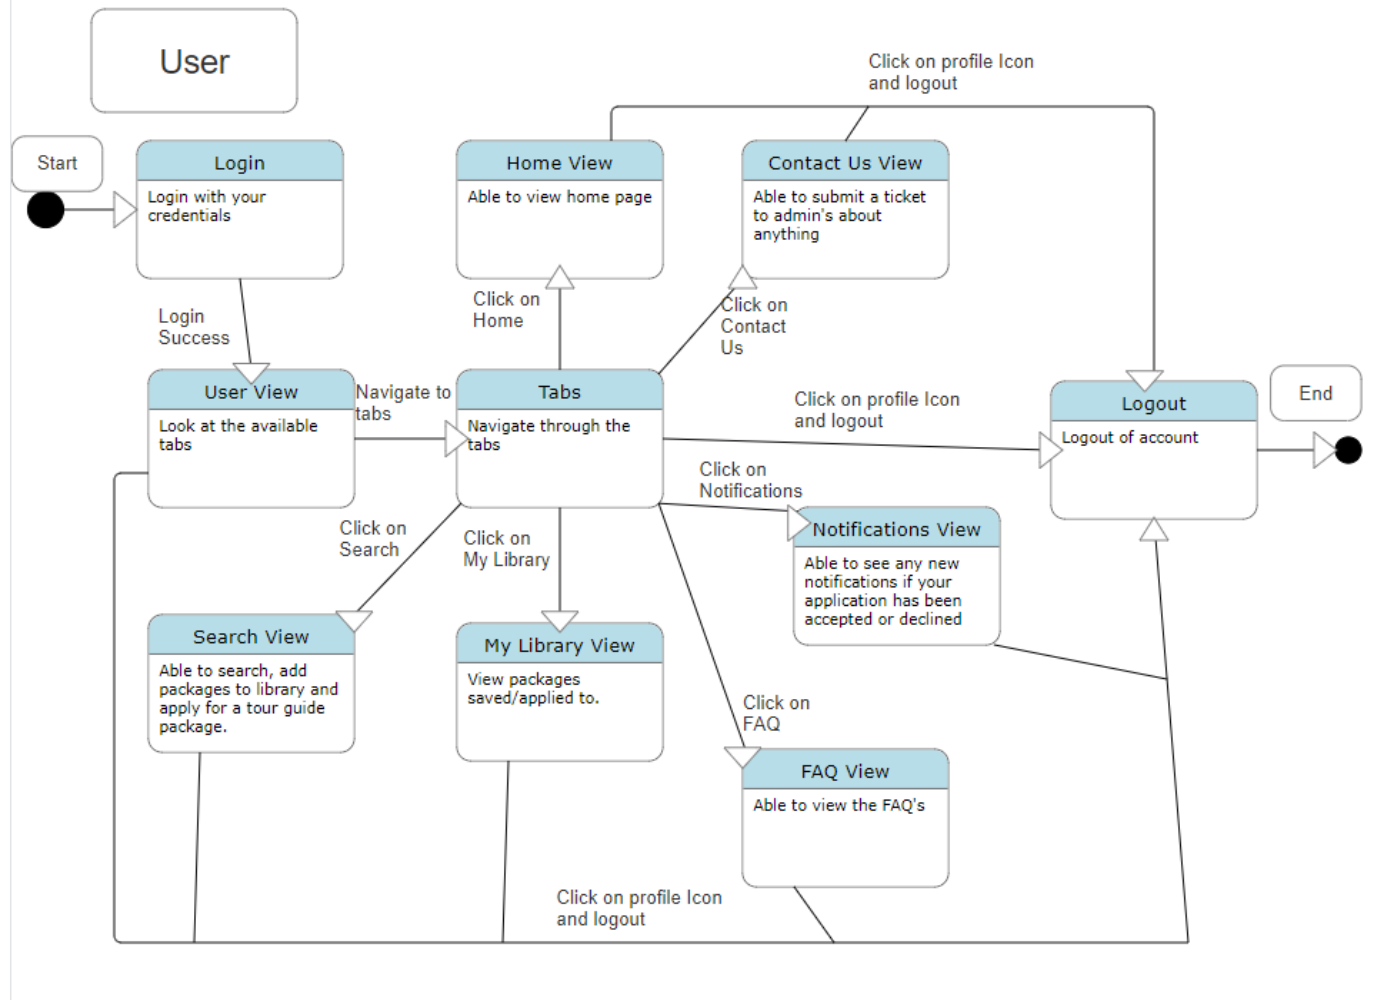 User
Click on profile Icon
and logout
Start
Login
Login with your
credentials
Home View
Able to view home page
Contact Us View
Able to submit a ticket
to admin's about
anything
Login
Success
Click on
Home
Click on
Contact
Us
User View
Look at the available
tabs
Navigate to
tabs
Tabs
Navigate through the
tabs
Click on profile Icon
and logout
Logout
Logout of account
End
Click on
Search
Click on
My Library
Click on
Notifications
Notifications View
Able to see any new
notifications if your
application has been
accepted or declined
Search View
Able to search, add
packages to library and
apply for a tour guide
package.
My Library View
View packages
saved/applied to.
Click on
FAQ
FAQ View
Able to view the FAQ's
Click on profile Icon
and logout